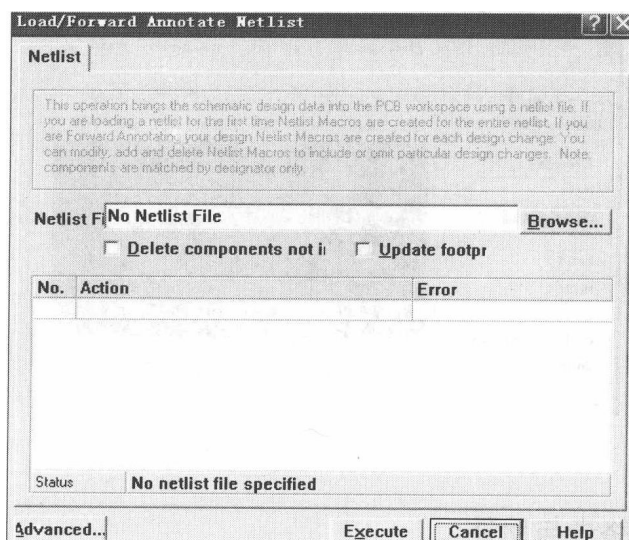 Load/Forward Annotate Netlist
Netlist
This operation brings the schematic design data into the PCB workspace using a netlist file. If
you are loading a netlist for the first time Netlist Macros are created for the entire netlist. If you
are Forward Annotating your design Netlist Macros are created for each design change. You
can modify, add and delete Netlist Macros to include or omit particular design changes. Note
components are matched by designator only.
Netlist Fi No Netlist File Browse...
Delete components not i Update footpr
No. Action Error
Status No netlist file specified
Advanced... Execute Cancel Help